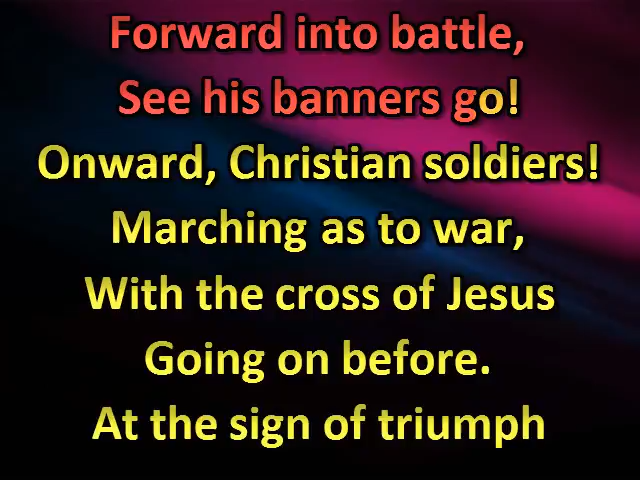 Forward into battle,
See his banners go!
Onward, Christian soldiers!
Marching as to war,
With the cross of Jesus
Going on before.
At the sign of triumph